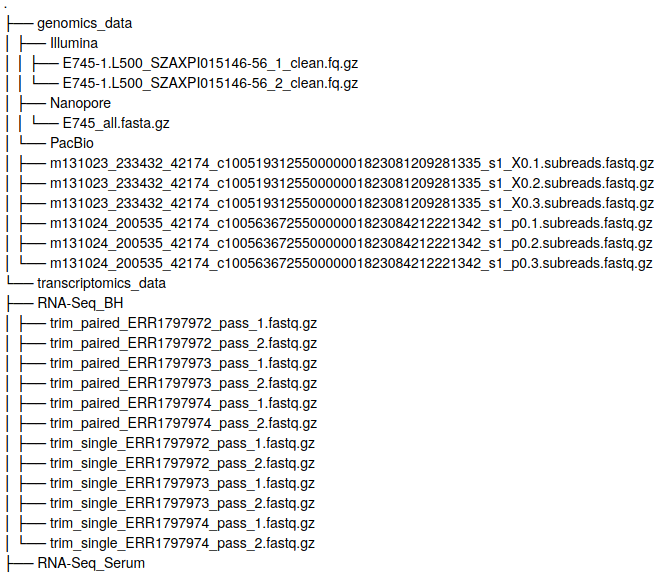 .
├── genomics_data
│ ├── Illumina
│ │ ├── E745-1.L500_SZAXPI015146-56_1_clean.fq.gz
│ │ └── E745-1.L500_SZAXPI015146-56_2_clean.fq.gz
│ ├── Nanopore
│ │ └── E745_all.fasta.gz
│ └── PacBio
│ ├── m131023_233432_42174_c100519312550000001823081209281335_s1_X0.1.subreads.fastq.gz
│ ├── m131023_233432_42174_c100519312550000001823081209281335_s1_X0.2.subreads.fastq.gz
│ ├── m131023_233432_42174_c100519312550000001823081209281335_s1_X0.3.subreads.fastq.gz
│ ├── m131024_200535_42174_c100563672550000001823084212221342_s1_p0.1.subreads.fastq.gz
│ ├── m131024_200535_42174_c100563672550000001823084212221342_s1_p0.2.subreads.fastq.gz
│ └── m131024_200535_42174_c100563672550000001823084212221342_s1_p0.3.subreads.fastq.gz
└── transcriptomics_data
├── RNA-Seq_BH
│ ├── trim_paired_ERR1797972_pass_1.fastq.gz
│ ├── trim_paired_ERR1797972_pass_2.fastq.gz
│ ├── trim_paired_ERR1797973_pass_1.fastq.gz
│ ├── trim_paired_ERR1797973_pass_2.fastq.gz
│ ├── trim_paired_ERR1797974_pass_1.fastq.gz
│ ├── trim_paired_ERR1797974_pass_2.fastq.gz
│ ├── trim_single_ERR1797972_pass_1.fastq.gz
│ ├── trim_single_ERR1797972_pass_2.fastq.gz
│ ├── trim_single_ERR1797973_pass_1.fastq.gz
│ ├── trim_single_ERR1797973_pass_2.fastq.gz
│ ├── trim_single_ERR1797974_pass_1.fastq.gz
│ └── trim_single_ERR1797974_pass_2.fastq.gz
├── RNA-Seq_Serum